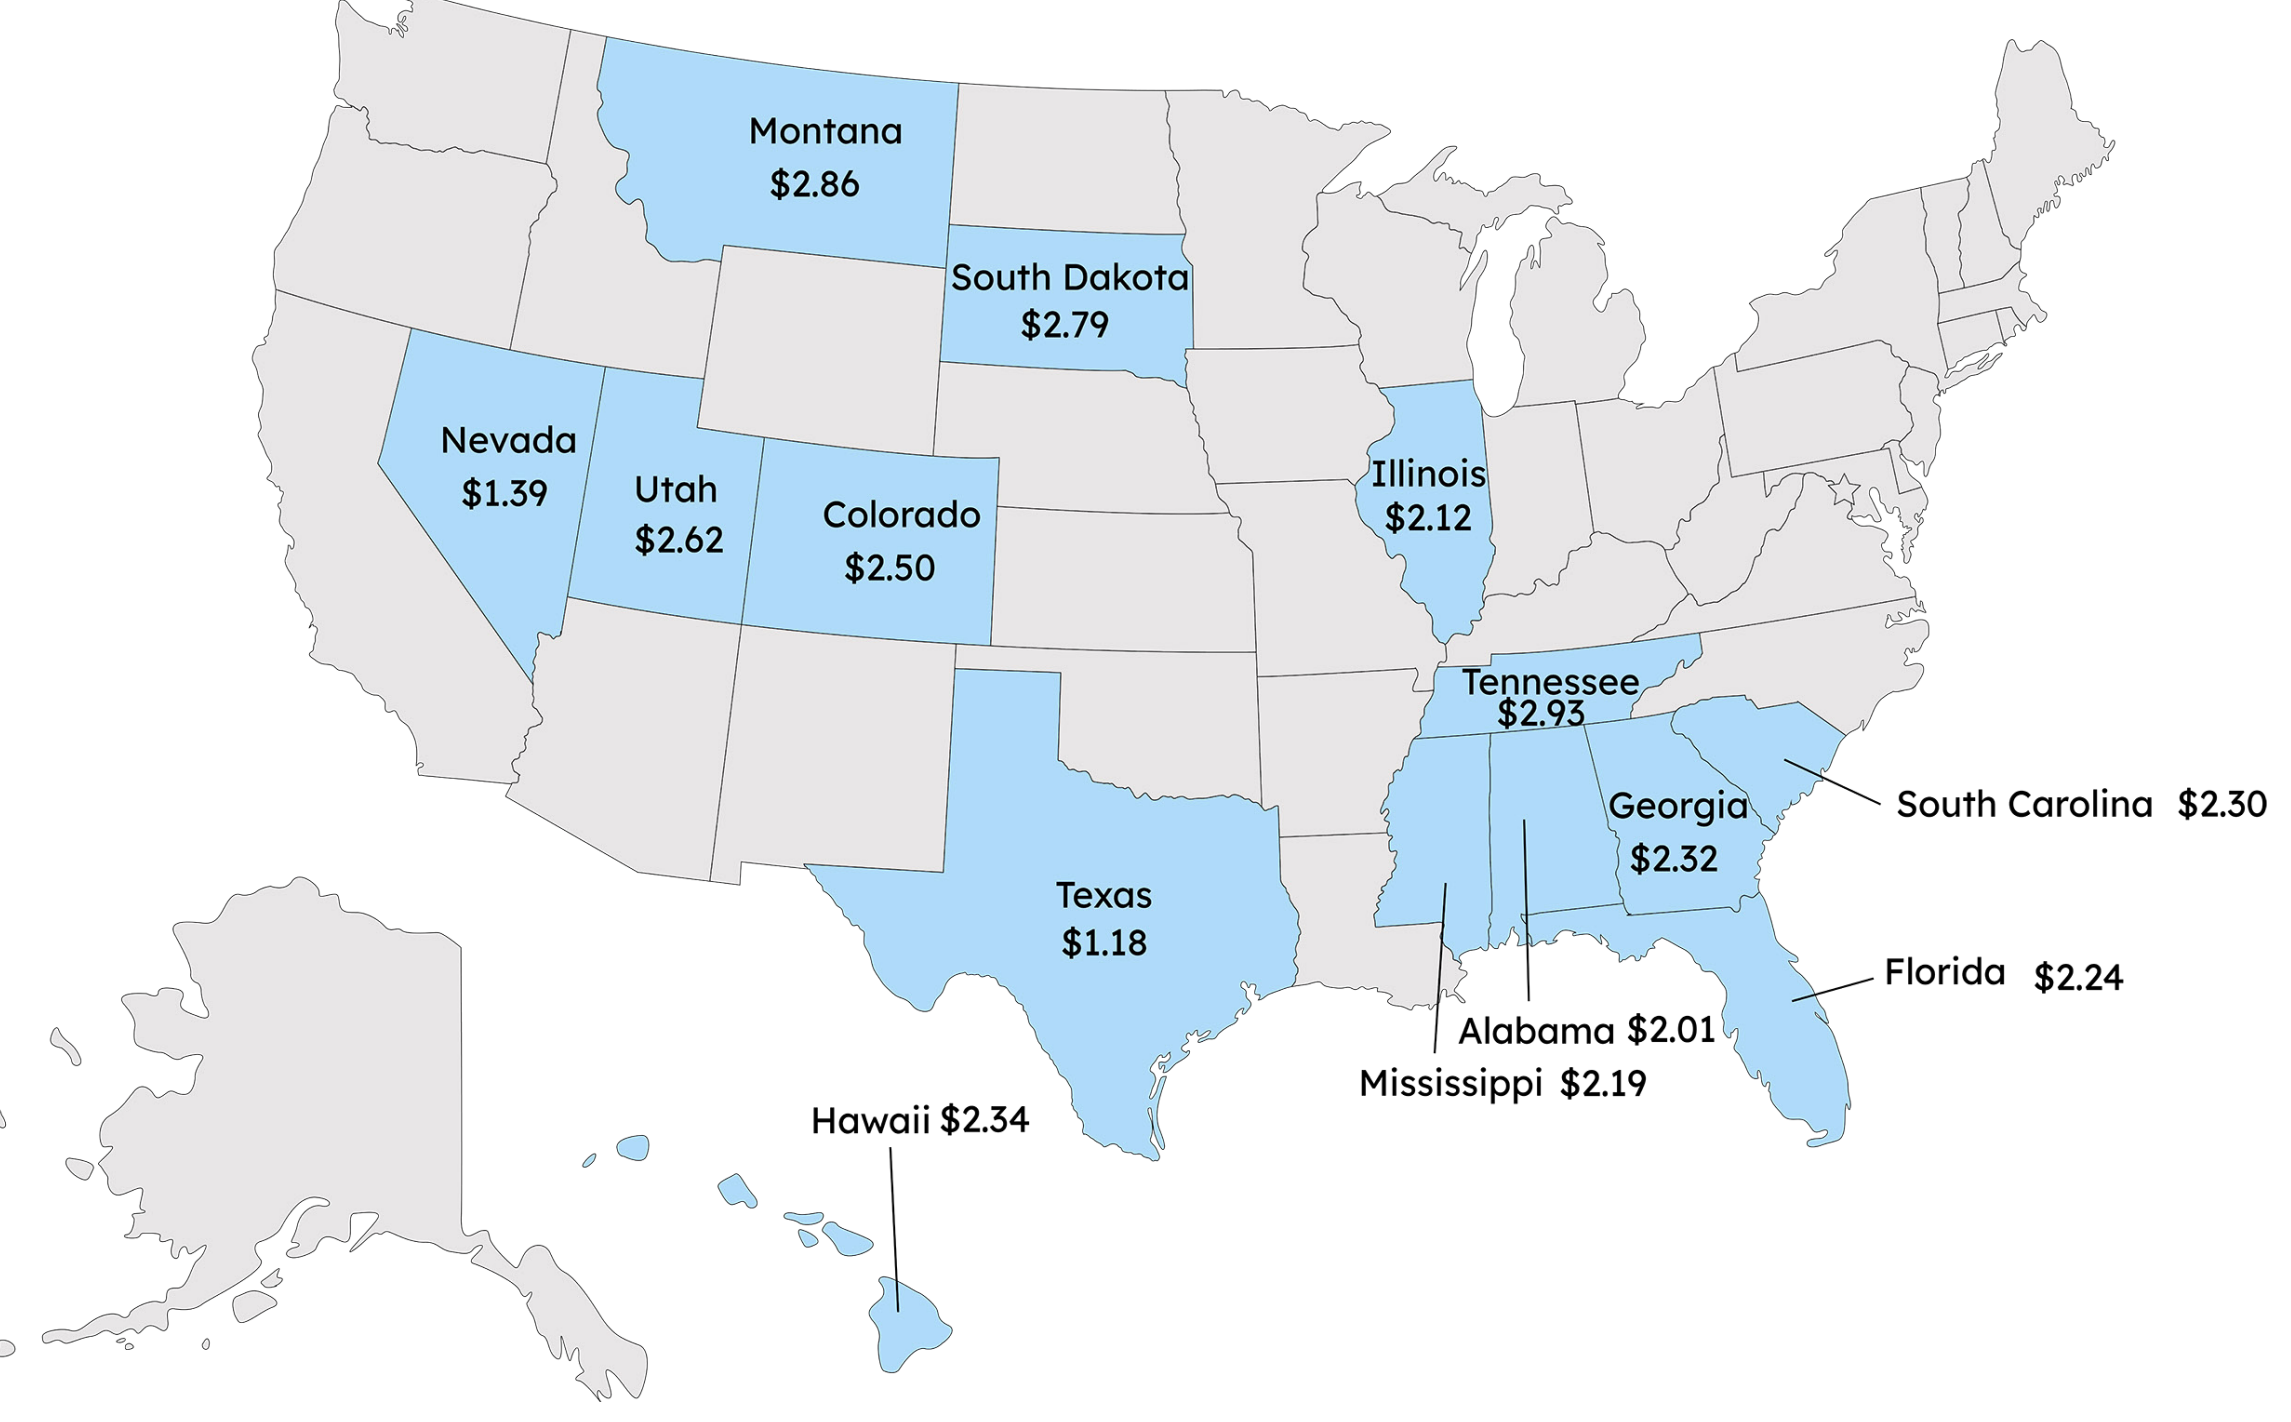 Montana
$2.86
South Dakota
$2.79
Nevada
$1.39
Utah
$2.62
Colorado
$2.50
Illinois
$2.12
Tennessee
$2.93
Georgia
$2.32
South Carolina $2.30
Texas
$1.18
Florida $2.24
Alabama $2.01
Mississippi $2.19
Hawaii $2.34